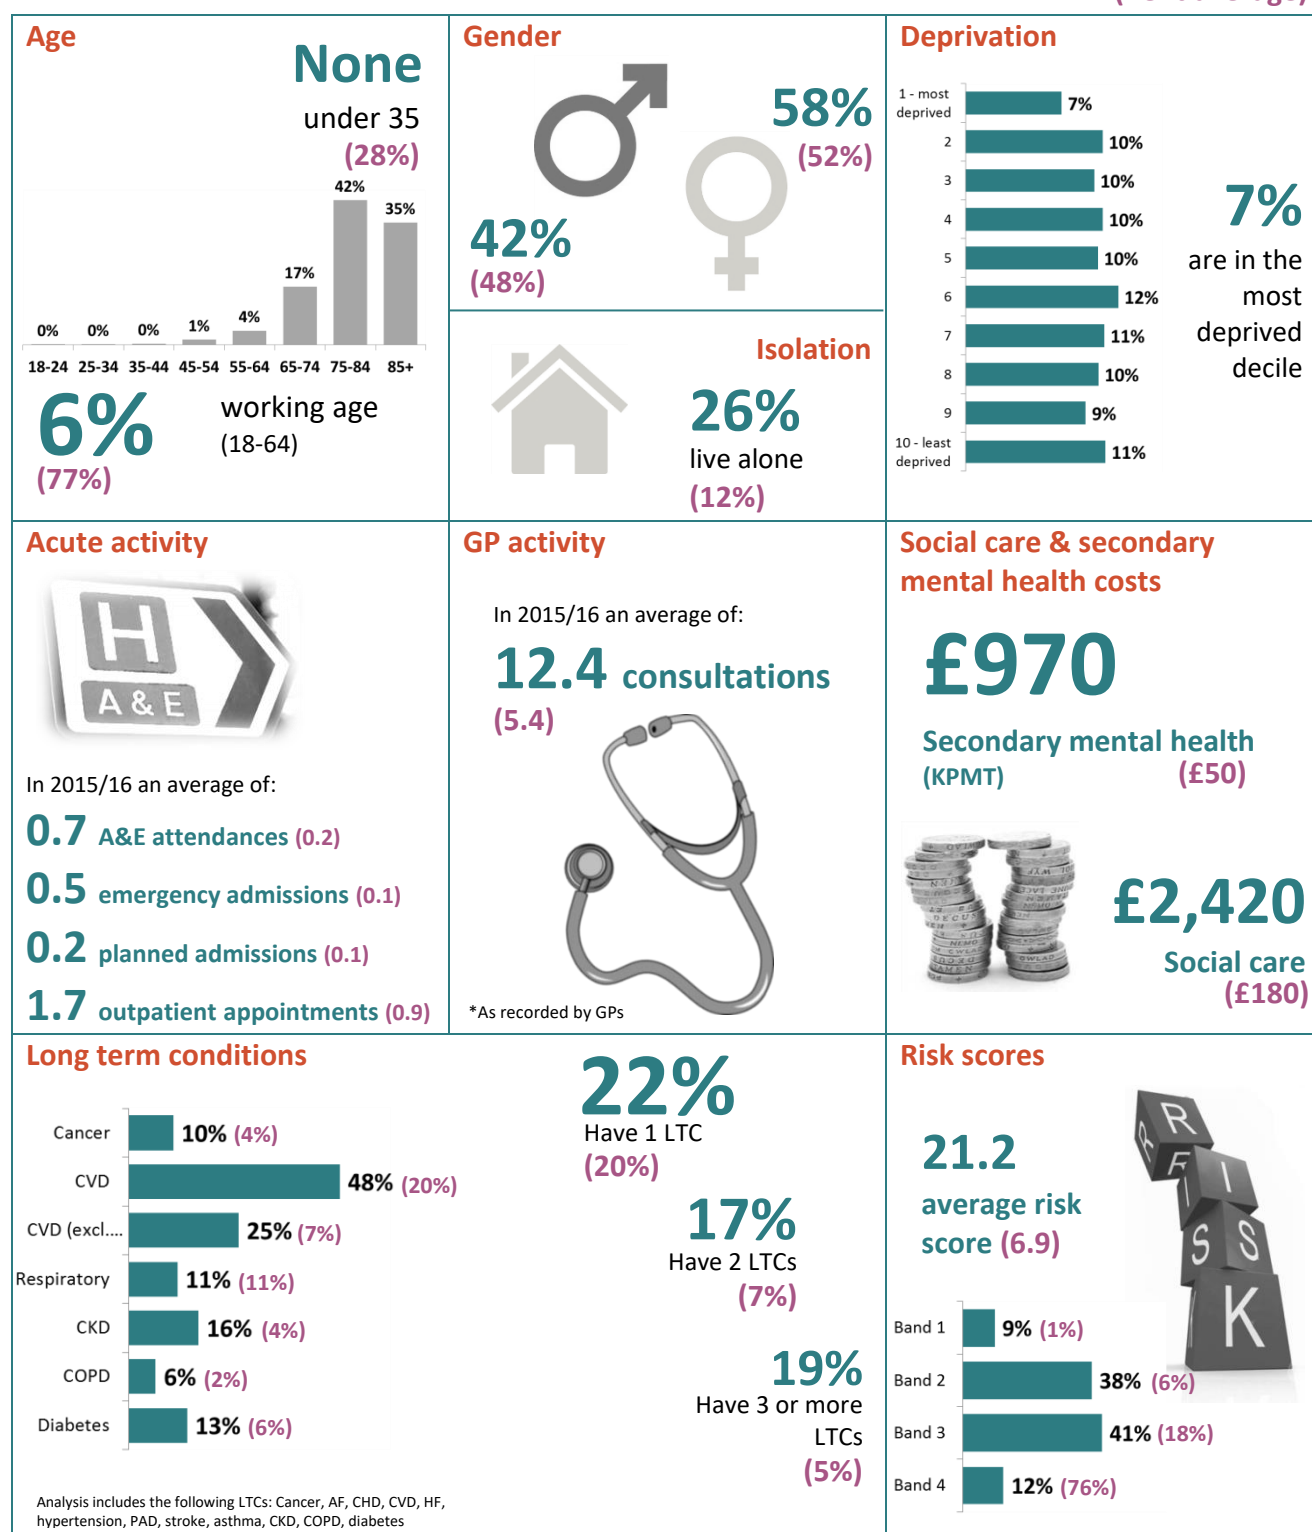 Age
None
under 35
(28%)
42%
35%
17%
4%
1%
0%
0%
0%
18-24 25-34 35-44 45-54 55-64 65-74 75-84 85+
6%
working age
(18-64)
(77%)
Gender
58%
(52%)
42%
(48%)
Isolation
26%
live alone
(12%)
Deprivation
1 - most
deprived
7%
2
10%
3
10%
4
10%
5
10%
6
12%
7
11%
8
10%
9
9%
10 - least
deprived
11%
7%
are in the
most
deprived
decile
Acute activity
H
A & E
In 2015/16 an average of:
0.7 A&E attendances (0.2)
0.5 emergency admissions (0.1)
0.2 planned admissions (0.1)
1.7 outpatient appointments (0.9)
GP activity
In 2015/16 an average of:
12.4 consultations
(5.4)
*As recorded by GPs
Social care & secondary
mental health costs
£970
Secondary mental health
(KPMT) (£50)
£2,420
Social care
(£180)
Long term conditions
Cancer 10% (4%)
CVD 48% (20%)
CVD (excl.... 25% (7%)
Respiratory 11% (11%)
CKD 16% (4%)
COPD 6% (2%)
Diabetes 13% (6%)
22%
Have 1 LTC
(20%)
17%
Have 2 LTCs
(7%)
19%
Have 3 or more
LTCs
(5%)
Analysis includes the following LTCs: Cancer, AF, CHD, CVD, HF,
hypertension, PAD, stroke, asthma, CKD, COPD, diabetes
Risk scores
21.2
average risk
score (6.9)
R
R R
I
I
S S
K
Band 1 9% (1%)
Band 2 38% (6%)
Band 3 41% (18%)
Band 4 12% (76%)